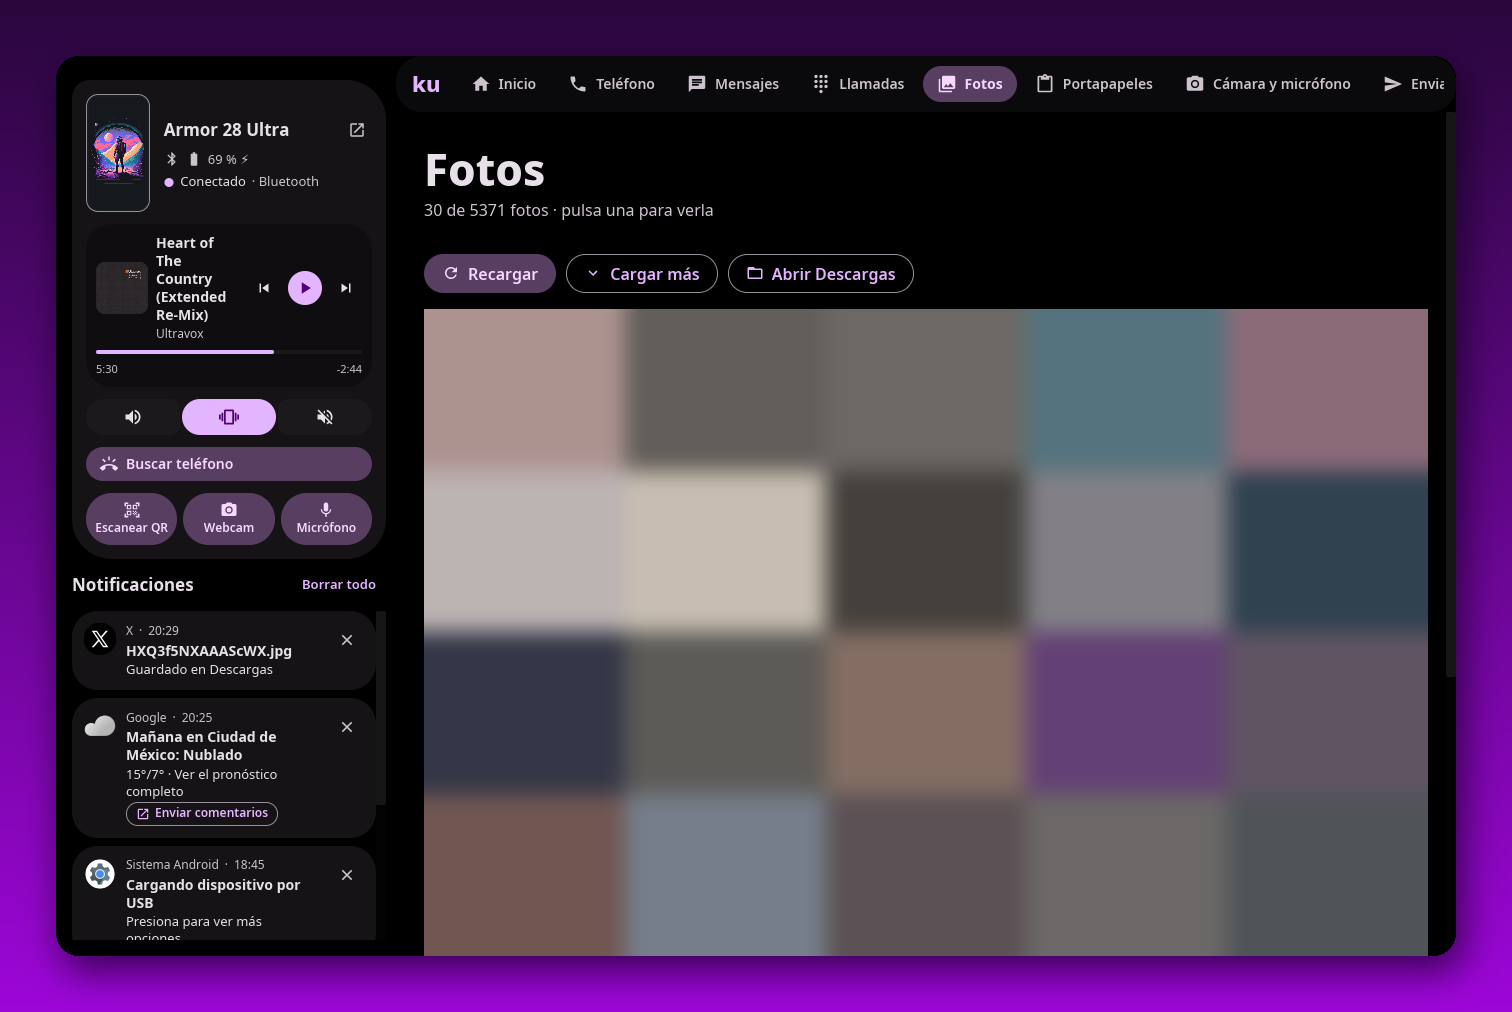 ku
Inicio
Teléfono
Mensajes
Llamadas
Fotos
Portapapeles
Cámara y micrófono
Armor 28 Ultra
69 %
Conectado · Bluetooth
Heart of
The
Country
(Extended
Re-Mix)
Ultravox
5:30
-2:44
Buscar teléfono
Escanear QR
Webcam
Micrófono
Notificaciones
Borrar todo
X · 20:29
HXQ3f5NXAAAScWX.jpg
Guardado en Descargas
Google · 20:25
Mañana en Ciudad de
México: Nublado
15°/7° · Ver el pronóstico
completo
Enviar comentarios
Sistema Android · 18:45
Cargando dispositivo por
USB
Presiona para ver más
opciones
Fotos
30 de 5371 fotos · pulsa una para verla
Recargar
Cargar más
Abrir Descargas